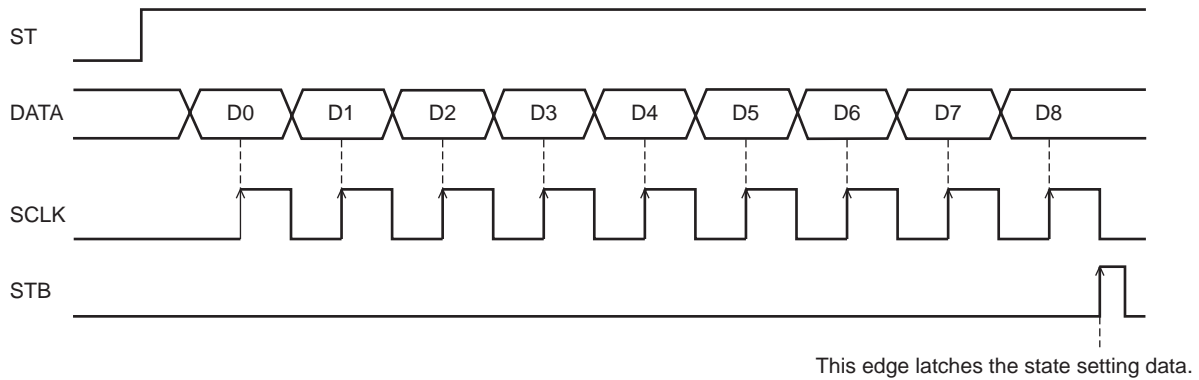 ST
DATA D0 D1 D2 D3 D4 D5 D6 D7 D8
SCLK
STB
This edge latches the state setting data.